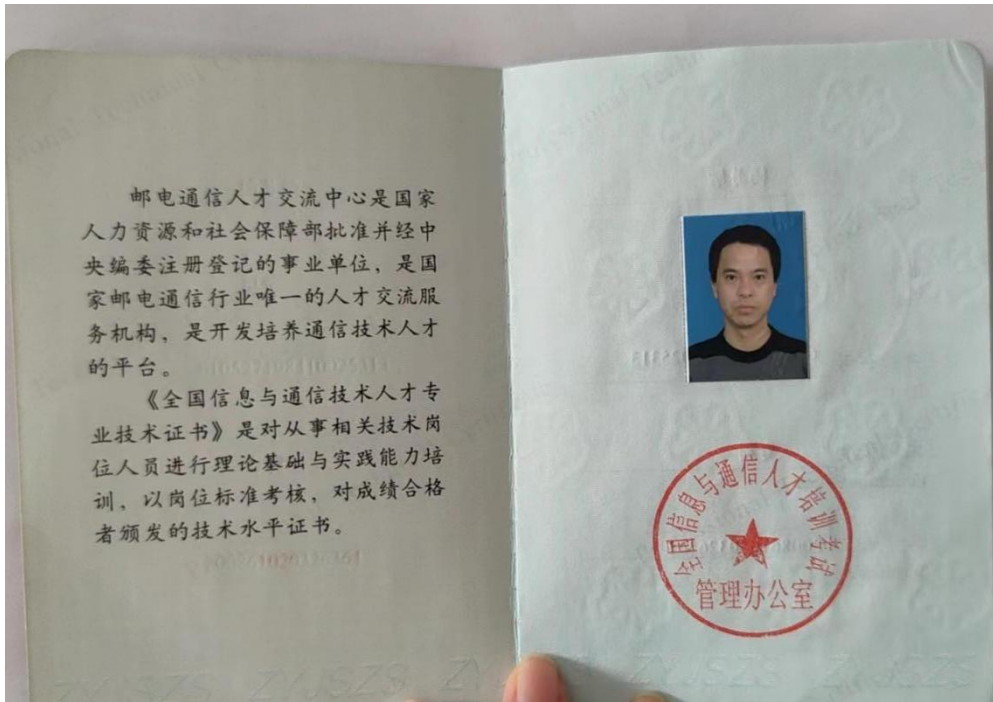 邮电通信人才交流中心是国家
人力资源和社会保障部批准并经中
央编委注册登记的事业单位，是国
家邮电通信行业唯一的人才交流服
务机构，是开发培养通信技术人才
的平台。
《全国信息与通信技术人才专
业技术证书》是对从事相关技术岗
位人员进行理论基础与实践能力培
训，以岗位标准考核，对成绩合格
者颁发的技术水平证书。
全国信息与通信人才培训考试
管理办公室
ZYJSZS ZYJSZS ZYJSZS ZYJSZS